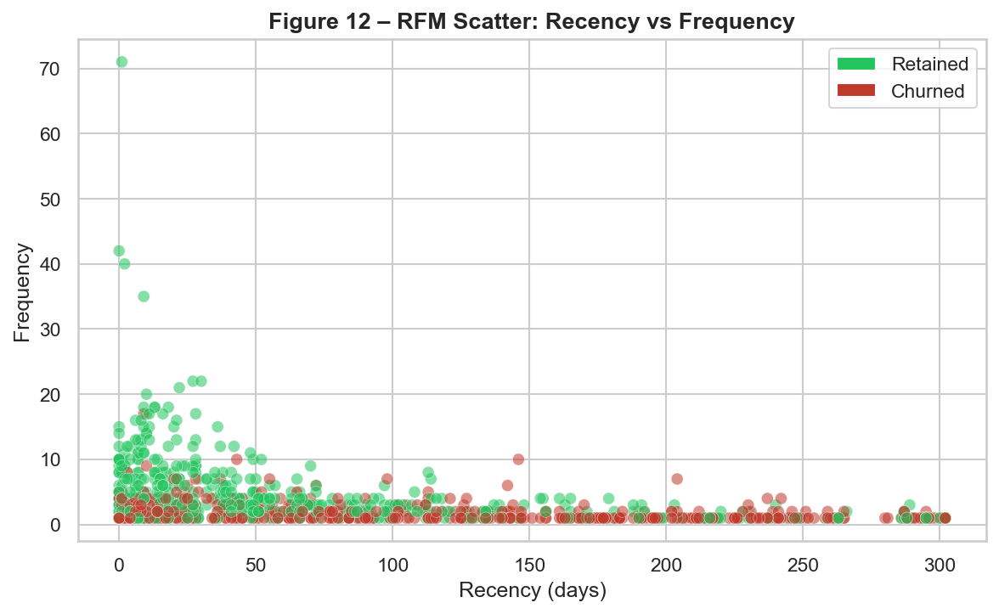 Figure 12 – RFM Scatter: Recency vs Frequency
Retained
Churned
70
60
50
40
30
20
10
0
Frequency
0 50 100 150 200 250 300
Recency (days)